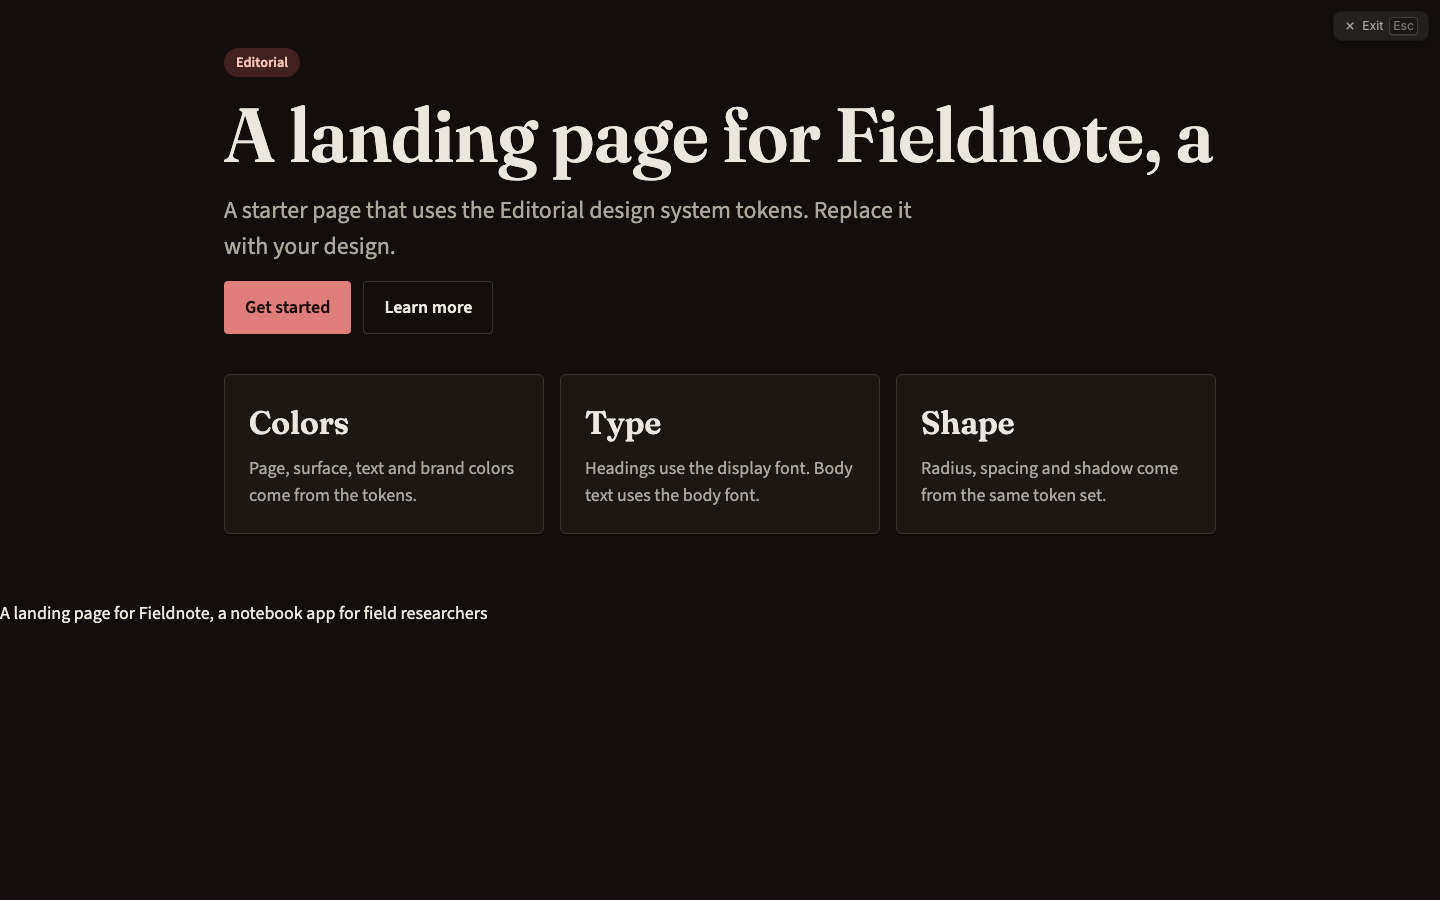 × Exit Esc
Editorial
A landing page for Fieldnote, a
A starter page that uses the Editorial design system tokens. Replace it
with your design.
Get started
Learn more
Colors
Page, surface, text and brand colors
come from the tokens.
Type
Headings use the display font. Body
text uses the body font.
Shape
Radius, spacing and shadow come
from the same token set.
A landing page for Fieldnote, a notebook app for field researchers